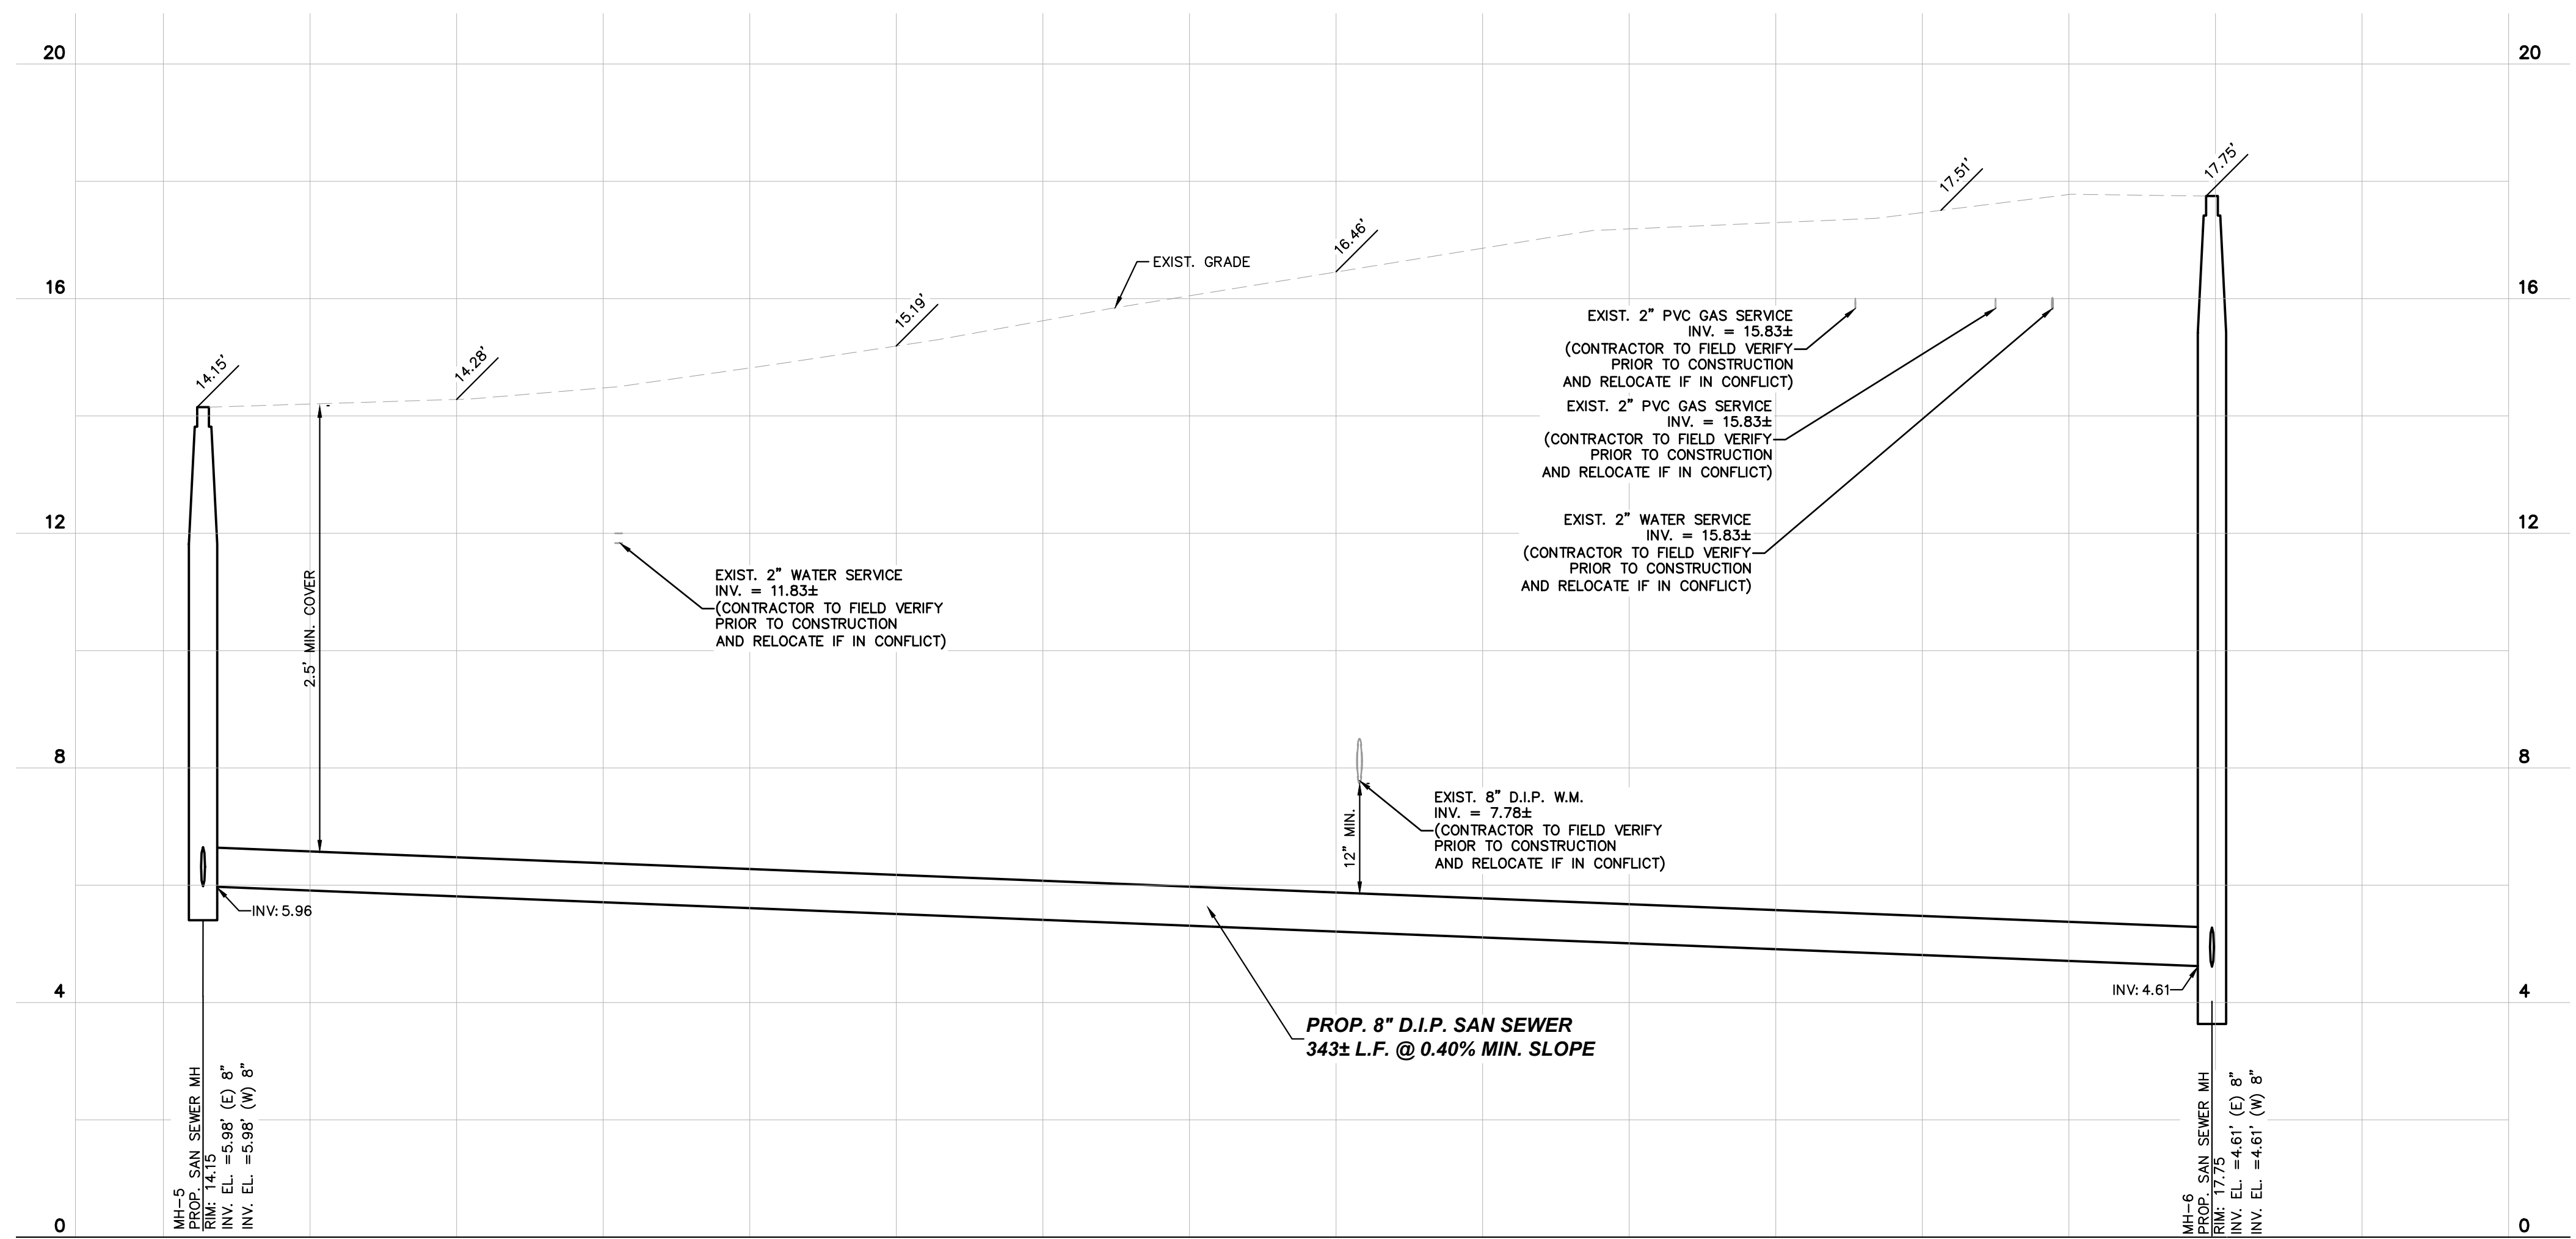 20
20
17.75'
17.51'
16.46'
EXIST. GRADE
16
16
15.19'
14.28'
14.15'
EXIST. 2" PVC GAS SERVICE
INV. = 15.83±
(CONTRACTOR TO FIELD VERIFY
PRIOR TO CONSTRUCTION
AND RELOCATE IF IN CONFLICT)
EXIST. 2" PVC GAS SERVICE
INV. = 15.83±
(CONTRACTOR TO FIELD VERIFY
PRIOR TO CONSTRUCTION
AND RELOCATE IF IN CONFLICT)
12
12
EXIST. 2" WATER SERVICE
INV. = 15.83±
(CONTRACTOR TO FIELD VERIFY
PRIOR TO CONSTRUCTION
AND RELOCATE IF IN CONFLICT)
EXIST. 2" WATER SERVICE
INV. = 11.83±
(CONTRACTOR TO FIELD VERIFY
PRIOR TO CONSTRUCTION
AND RELOCATE IF IN CONFLICT)
2.5' MIN. COVER
8
8
12" MIN.
EXIST. 8" D.I.P. W.M.
INV. = 7.78±
(CONTRACTOR TO FIELD VERIFY
PRIOR TO CONSTRUCTION
AND RELOCATE IF IN CONFLICT)
INV: 5.96
4
4
INV: 4.61
PROP. 8" D.I.P. SAN SEWER
343± L.F. @ 0.40% MIN. SLOPE
MH-5
PROP. SAN SEWER MH
RIM: 14.15
INV. EL. =5.98' (E) 8"
INV. EL. =5.98' (W) 8"
MH-6
PROP. SAN SEWER MH
RIM: 17.75
INV. EL. =4.61' (E) 8"
INV. EL. =4.61' (W) 8"
0
0